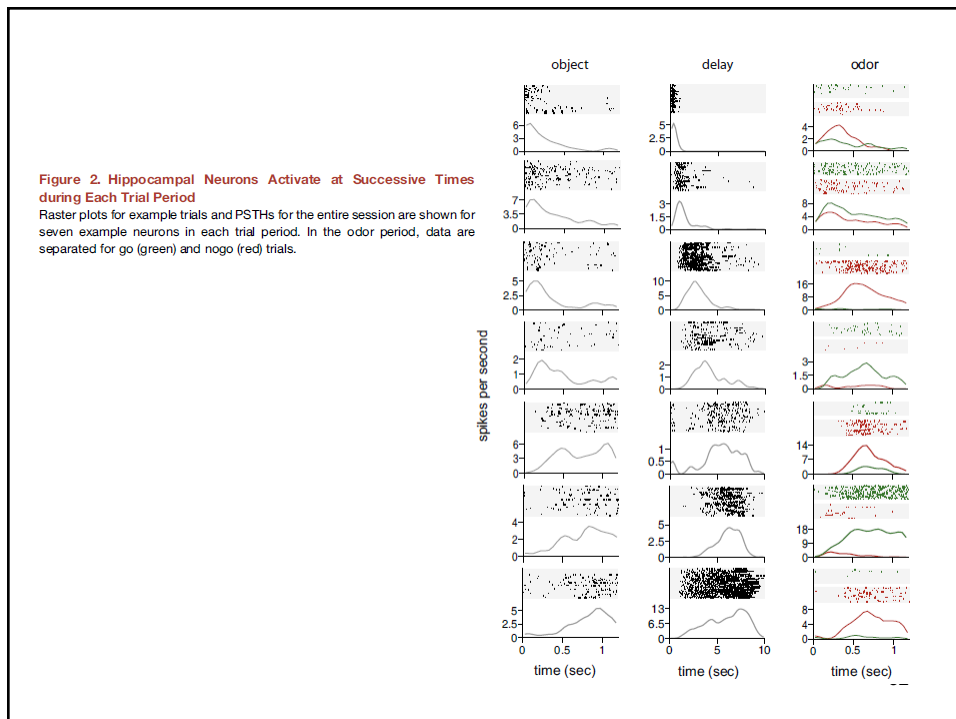 object delay odor
Figure 2. Hippocampal Neurons Activate at Successive Times
during Each Trial Period
Raster plots for example trials and PSTHs for the entire session are shown for
seven example neurons in each trial period. In the odor period, data are
separated for go (green) and nogo (red) trials.
spikes per second
6 3 0 5 2.5 0 4 2 0
7 3.5 0 3 1.5 0 8 4 0
5 2.5 0 10 5 0 16 8 0
2 1 0 2 1 0 3 1.5 0
6 3 0 1 0.5 0 14 7 0
4 2 0 5 2.5 0 18 9 0
5 2.5 0 13 6.5 0 8 4 0
0 0.5 1 0 5 10 0 0.5 1
time (sec) time (sec) time (sec)